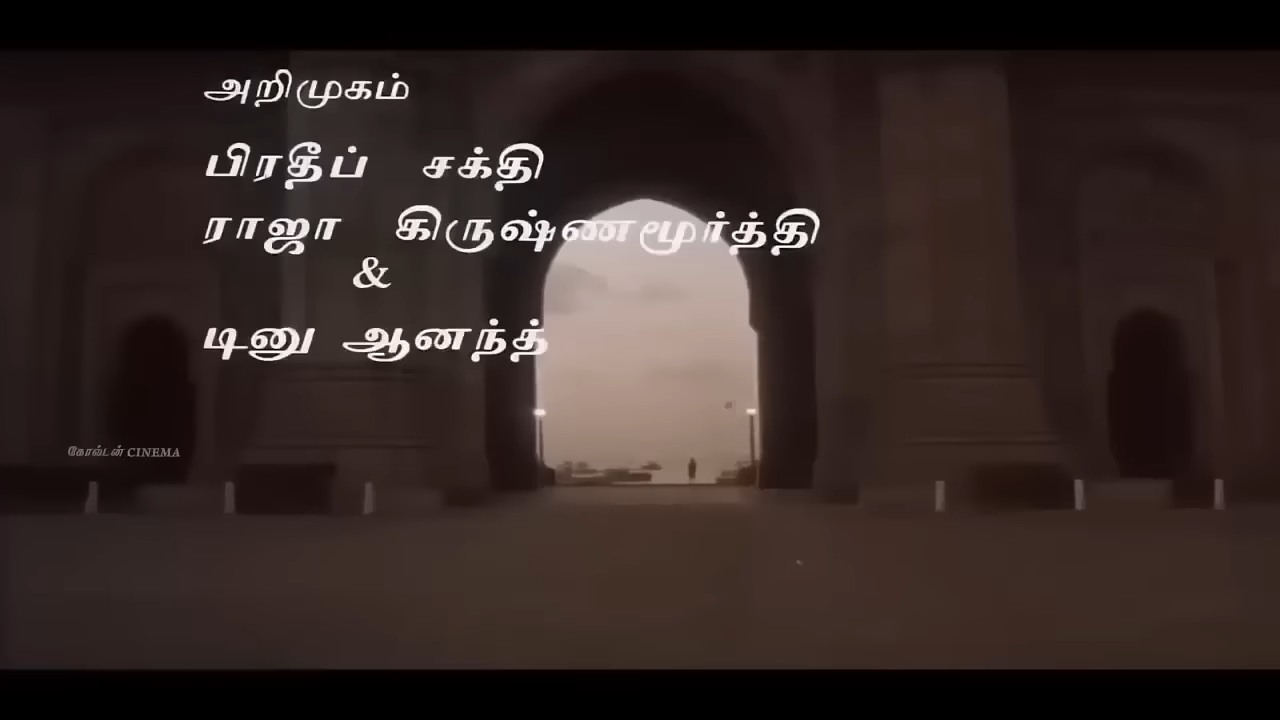 அறிமுகம்
பிரதீப் சக்தி
ராஜா கிருஷ்ணமூர்த்தி
&
டினு ஆனந்த்
கோல்டன் CINEMA